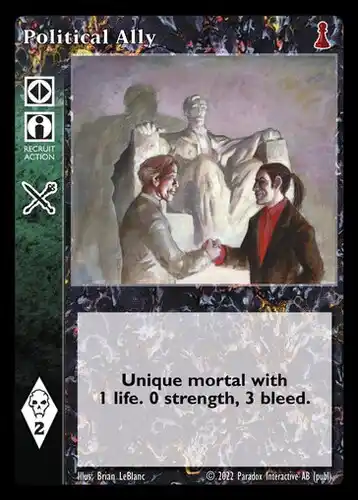 Political Ally
RECRUIT
ACTION
Unique mortal with
1 life. 0 strength, 3 bleed.
2
Illus: Brian LeBlanc
© 2022 Paradox Interactive AB (publ)